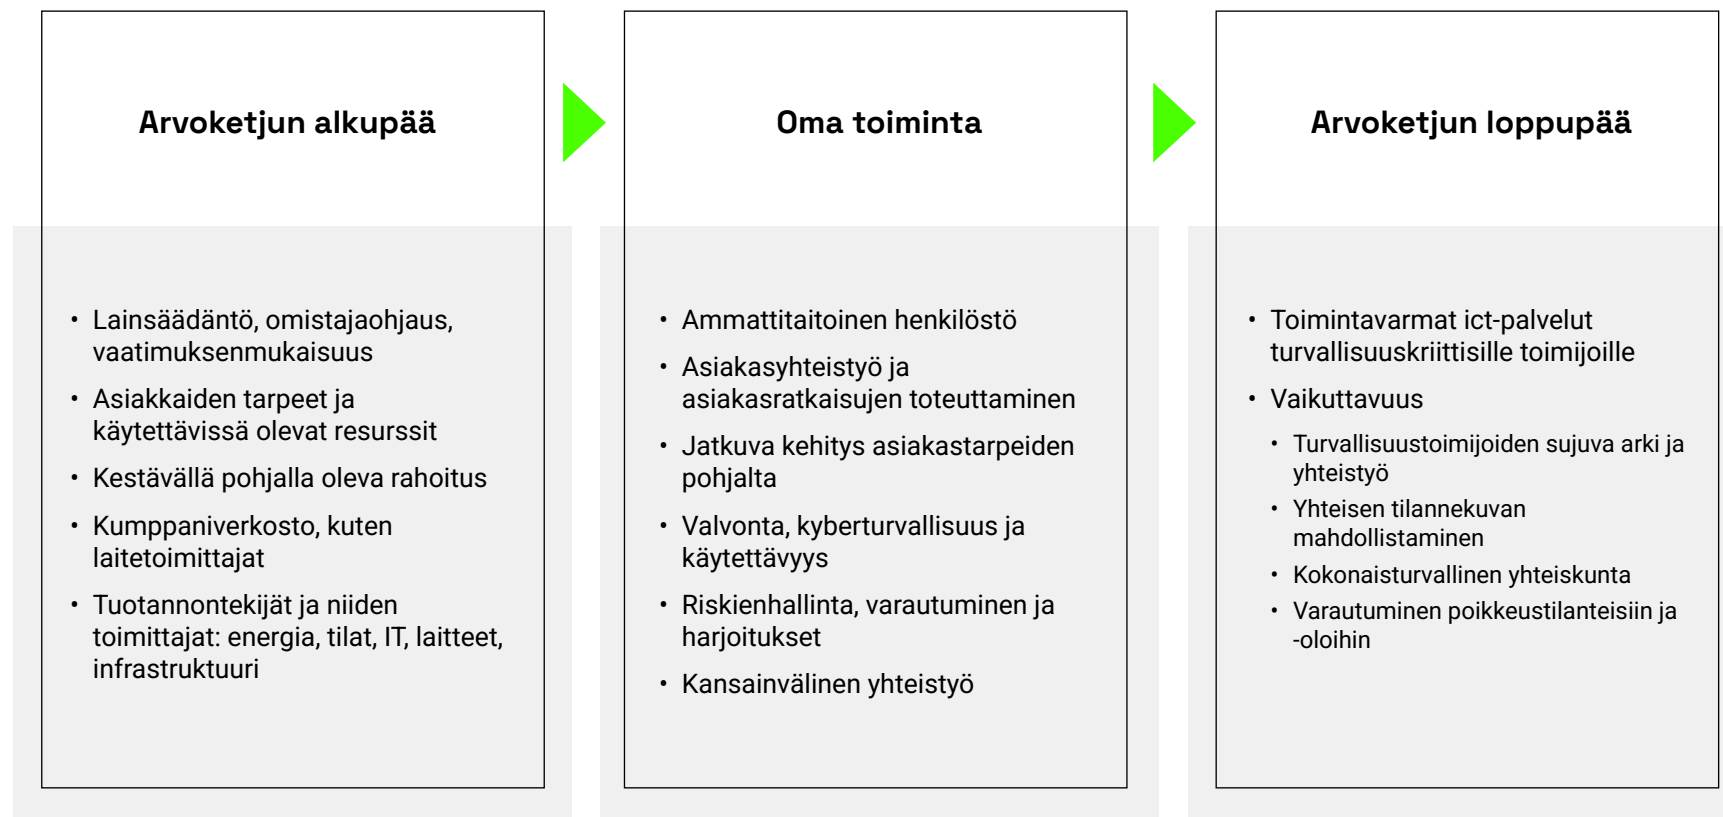 Arvoketjun alkupää
• Lainsäädäntö, omistajaohjaus,
vaatimuksenmukaisuus
• Asiakkaiden tarpeet ja
käytettävissä olevat resurssit
• Kestävällä pohjalla oleva rahoitus
• Kumppaniverkosto, kuten
laitetoimittajat
• Tuotannontekijät ja niiden
toimittajat: energia, tilat, IT, laitteet,
infrastruktuuri
Oma toiminta
• Ammattitaitoinen henkilöstö
• Asiakasyhteistyö ja
asiakasratkaisujen toteuttaminen
• Jatkuva kehitys asiakastarpeiden
pohjalta
• Valvonta, kyberturvallisuus ja
käytettävyys
• Riskienhallinta, varautuminen ja
harjoitukset
• Kansainvälinen yhteistyö
Arvoketjun loppupää
• Toimintavarmat ict-palvelut
turvallisuuskriittisille toimijoille
• Vaikuttavuus
• Turvallisuustoimijoiden sujuva arki ja
yhteistyö
• Yhteisen tilannekuvan
mahdollistaminen
• Kokonaisturvallinen yhteiskunta
• Varautuminen poikkeustilanteisiin ja
-oloihin